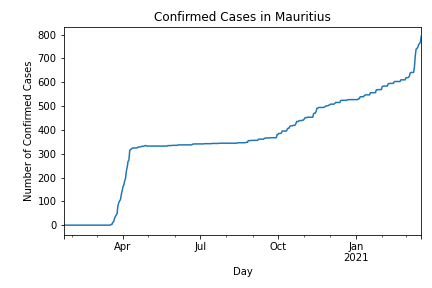 Confirmed Cases in Mauritius
800
700
600
500
400
300
200
100
0
Number of Confirmed Cases
Apr
Jul
Oct
Jan
2021
Day